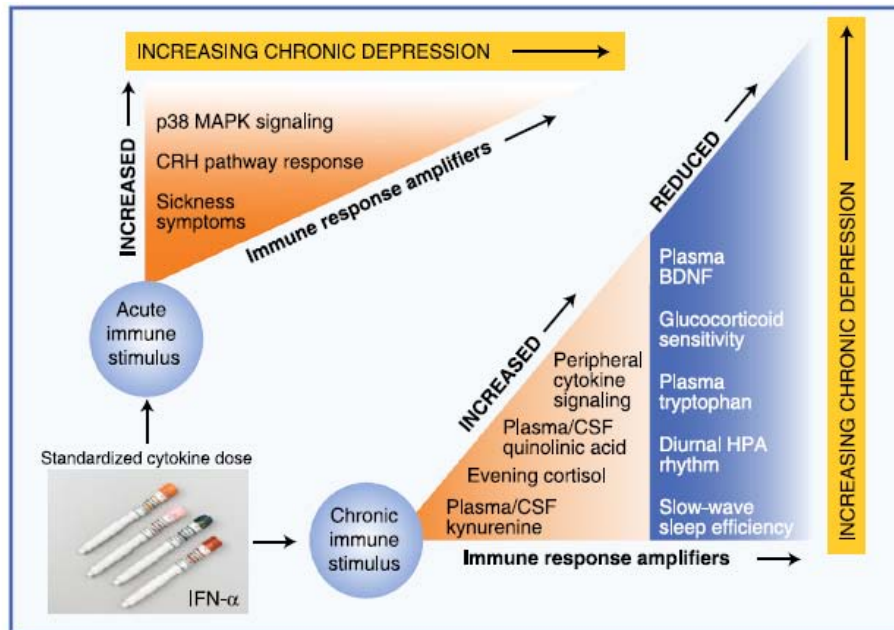 INCREASING CHRONIC DEPRESSION
INCREASED
p38 MAPK signaling
CRH pathway response
Sickness
symptoms
Immune response amplifiers
Acute
immune
stimulus
Standardized cytokine dose
IFN-α
Chronic
immune
stimulus
INCREASED
Peripheral
cytokine
signaling
Plasma/CSF
quinolinic acid
Evening cortisol
Plasma/CSF
kynurenine
REDUCED
Plasma
BDNF
Glucocorticoid
sensitivity
Plasma
tryptophan
Diurnal HPA
rhythm
Slow-wave
sleep efficiency
Immune response amplifiers
INCREASING CHRONIC DEPRESSION